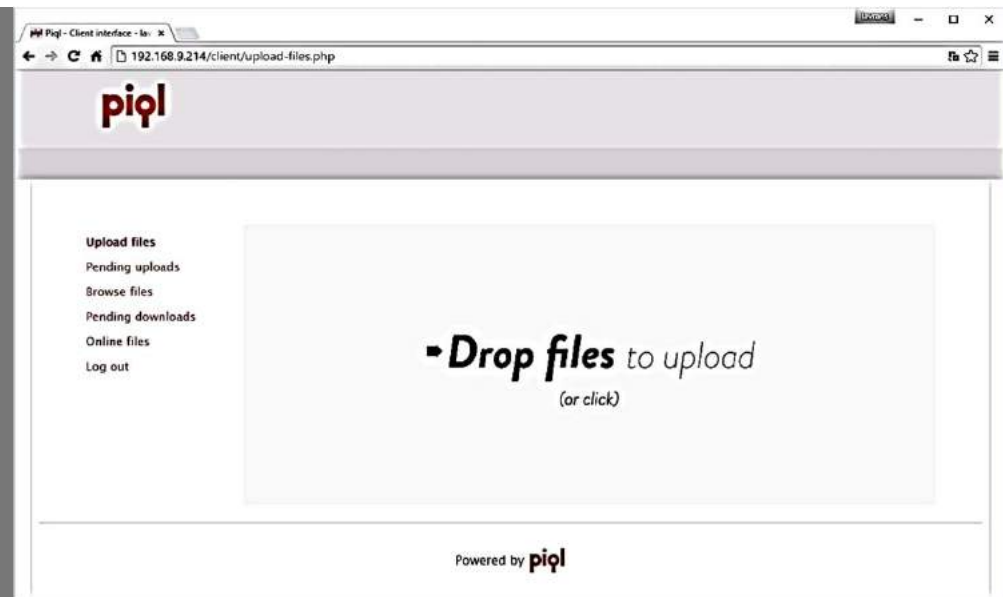 Piql - Client interface - lav
192.168.9.214/client/upload-files.php
piql
Upload files
Pending uploads
Browse files
Pending downloads
Online files
Log out
Drop files to upload
(or click)
Powered by piql